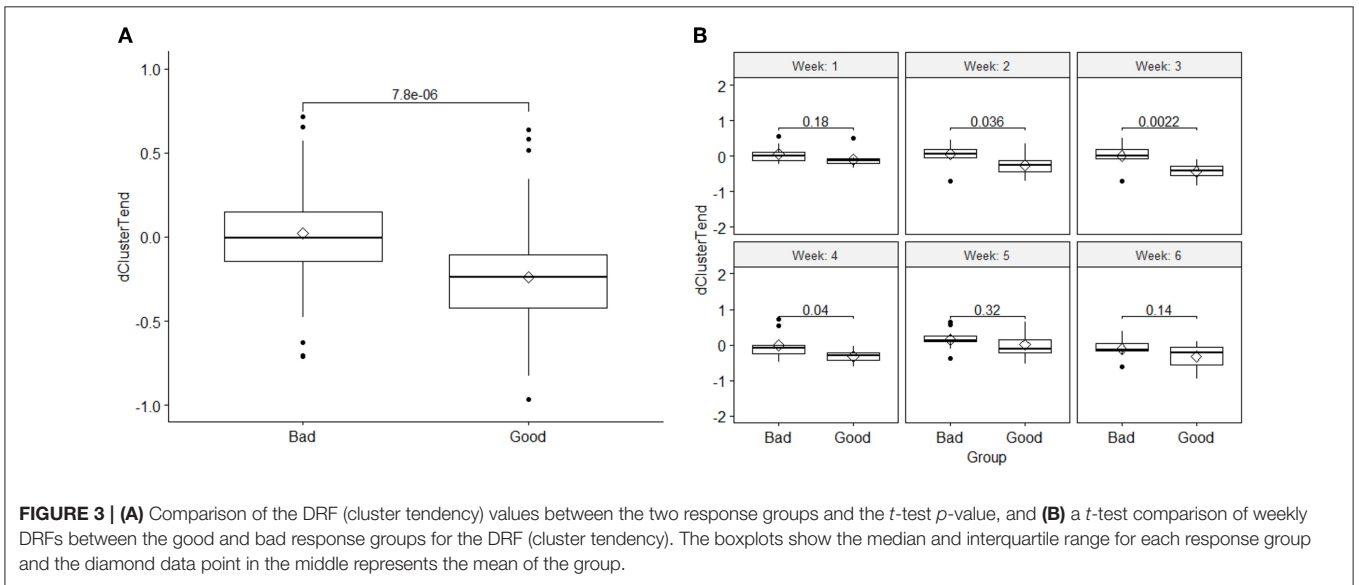 A
1.0
0.5
0.0
-0.5
-1.0
dClusterTend
7.8e-06
Bad Good
B
Week: 1 Week: 2 Week: 3
2
1
0
-1
-2
dClusterTend
0.18 0.036 0.0022
Week: 4 Week: 5 Week: 6
2
1
0
-1
-2
dClusterTend
0.04 0.32 0.14
Bad Good Bad Good Bad Good
Group
FIGURE 3 | (A) Comparison of the DRF (cluster tendency) values between the two response groups and the t-test p-value, and (B) a t-test comparison of weekly
DRFs between the good and bad response groups for the DRF (cluster tendency). The boxplots show the median and interquartile range for each response group
and the diamond data point in the middle represents the mean of the group.